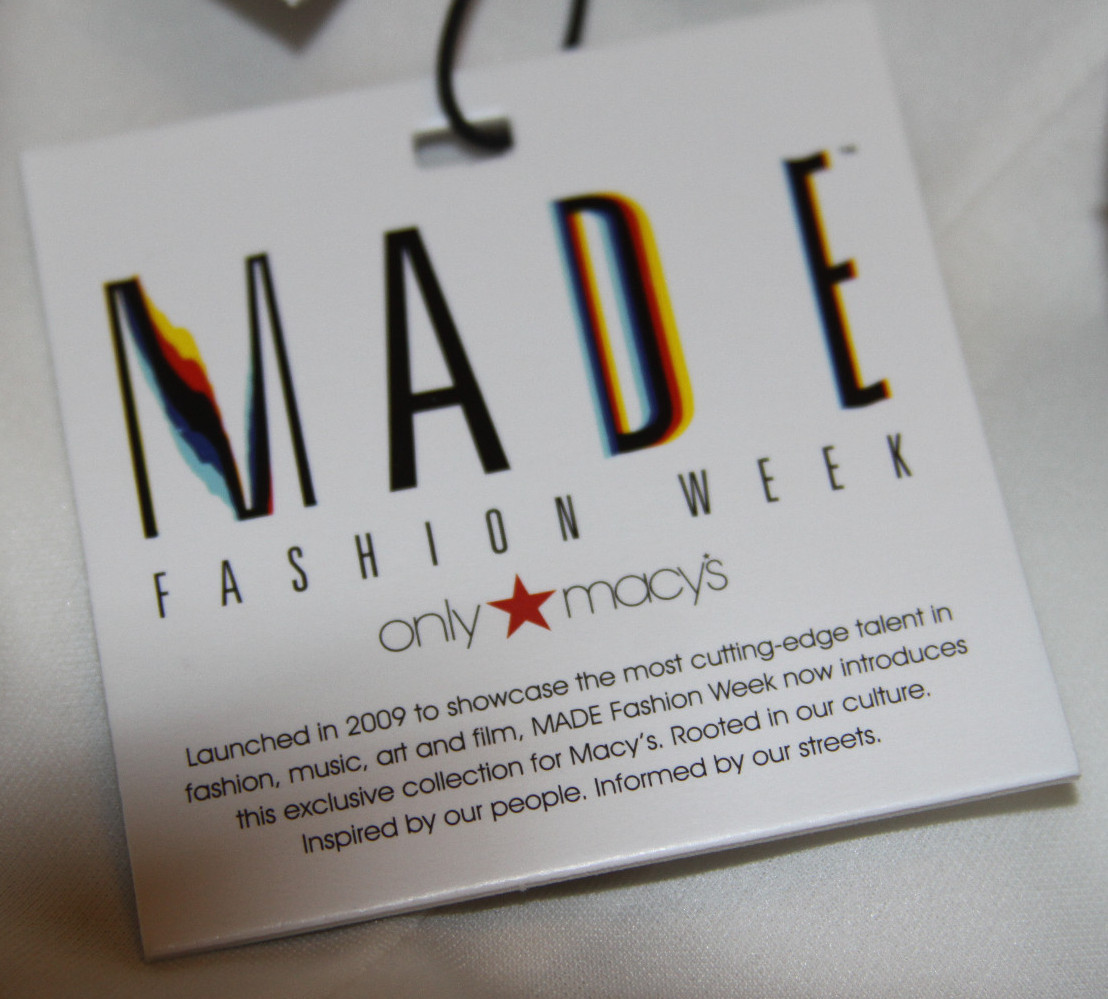 MADE™
FASHION WEEK
only macy's
Launched in 2009 to showcase the most cutting-edge talent in
fashion, music, art and film, MADE Fashion Week now introduces
this exclusive collection for Macy's. Rooted in our culture.
Inspired by our people. Informed by our streets.